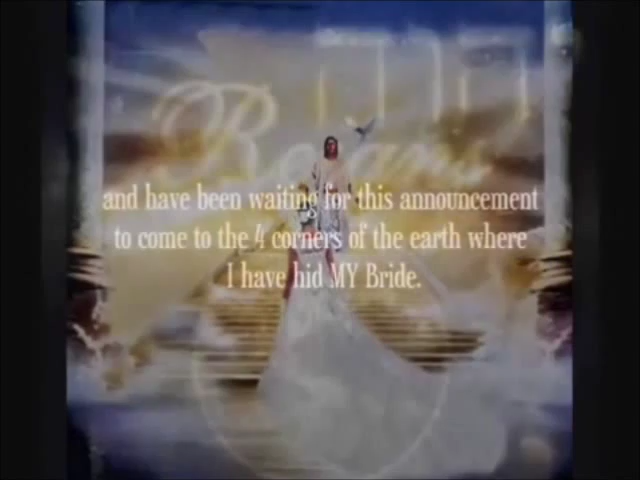 and have been waiting for this announcement
to come to the 4 corners of the earth where
I have hid MY Bride.